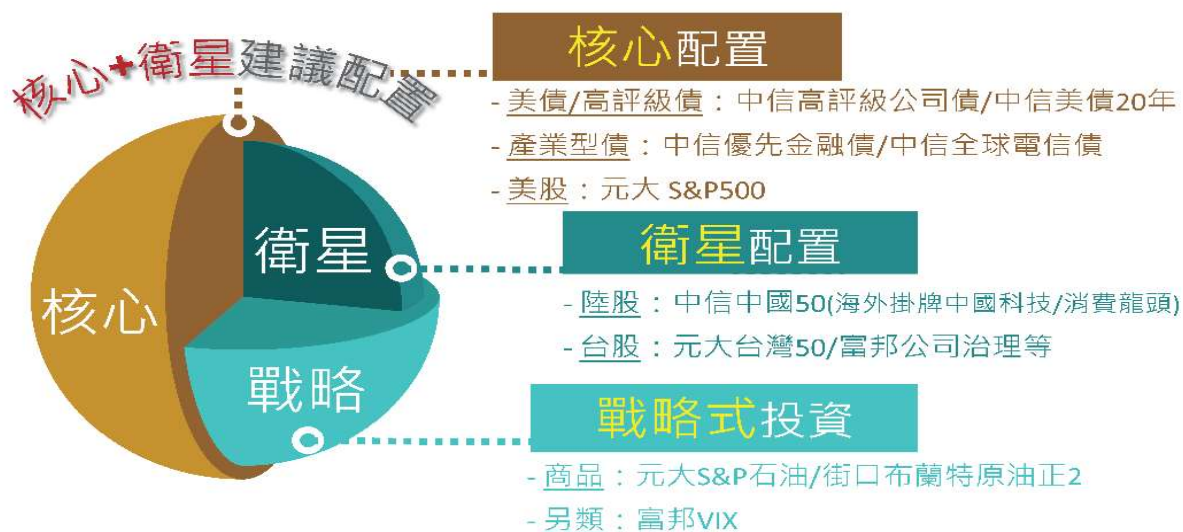 核心+衛星建議配置
核心配置
- 美債/高評級債：中信高評級公司債/中信美債20年
- 產業型債：中信優先金融債/中信全球電信債
- 美股：元大 S&P500
衛星
核心
戰略
衛星配置
- 陸股：中信中國50(海外掛牌中國科技/消費龍頭)
- 台股：元大台灣50/富邦公司治理等
戰略式投資
- 商品：元大S&P石油/街口布蘭特原油正2
- 另類：富邦VIX